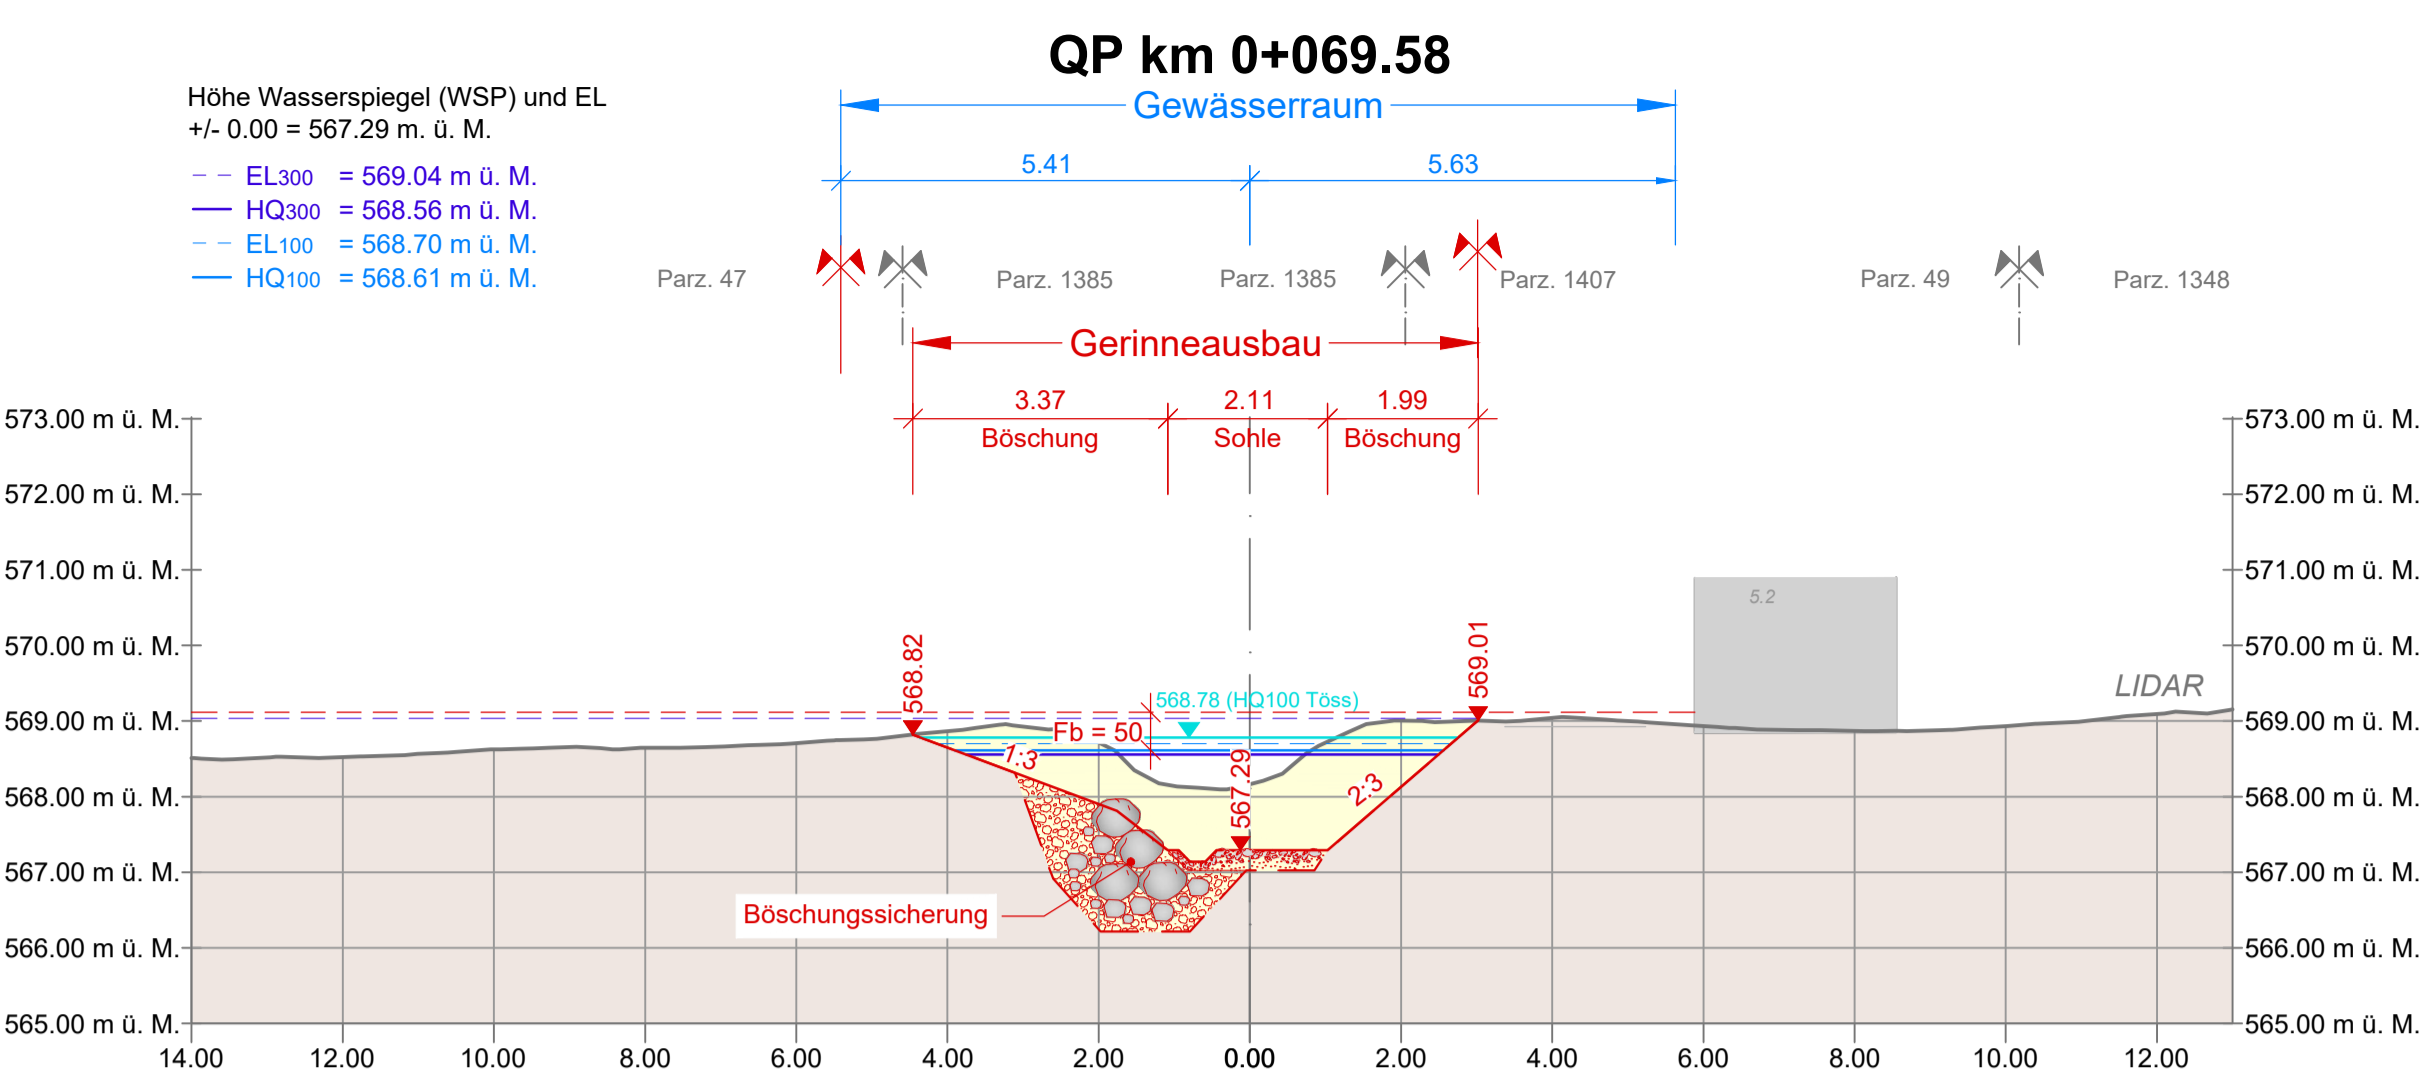 QP km 0+069.58
Höhe Wasserspiegel (WSP) und EL
+/- 0.00 = 567.29 m. ü. M.
Gewässerraum
EL300 = 569.04 m ü. M.
HQ300 = 568.56 m ü. M.
EL100 = 568.70 m ü. M.
HQ100 = 568.61 m ü. M.
5.41 5.63
Parz. 47 Parz. 1385 Parz. 1385 Parz. 1407 Parz. 49 Parz. 1348
Gerinneausbau
3.37 2.11 1.99
Böschung Sohle Böschung
573.00 m ü. M. 573.00 m ü. M.
572.00 m ü. M. 572.00 m ü. M.
571.00 m ü. M. 571.00 m ü. M.
5.2
570.00 m ü. M. 570.00 m ü. M.
568.82
569.01
LIDAR
568.78 (HQ100 Töss)
569.00 m ü. M. 569.00 m ü. M.
Fb = 50
1:3
567.29
2:3
568.00 m ü. M. 568.00 m ü. M.
567.00 m ü. M. 567.00 m ü. M.
Böschungssicherung
566.00 m ü. M. 566.00 m ü. M.
565.00 m ü. M. 565.00 m ü. M.
14.00 12.00 10.00 8.00 6.00 4.00 2.00 0.00 2.00 4.00 6.00 8.00 10.00 12.00